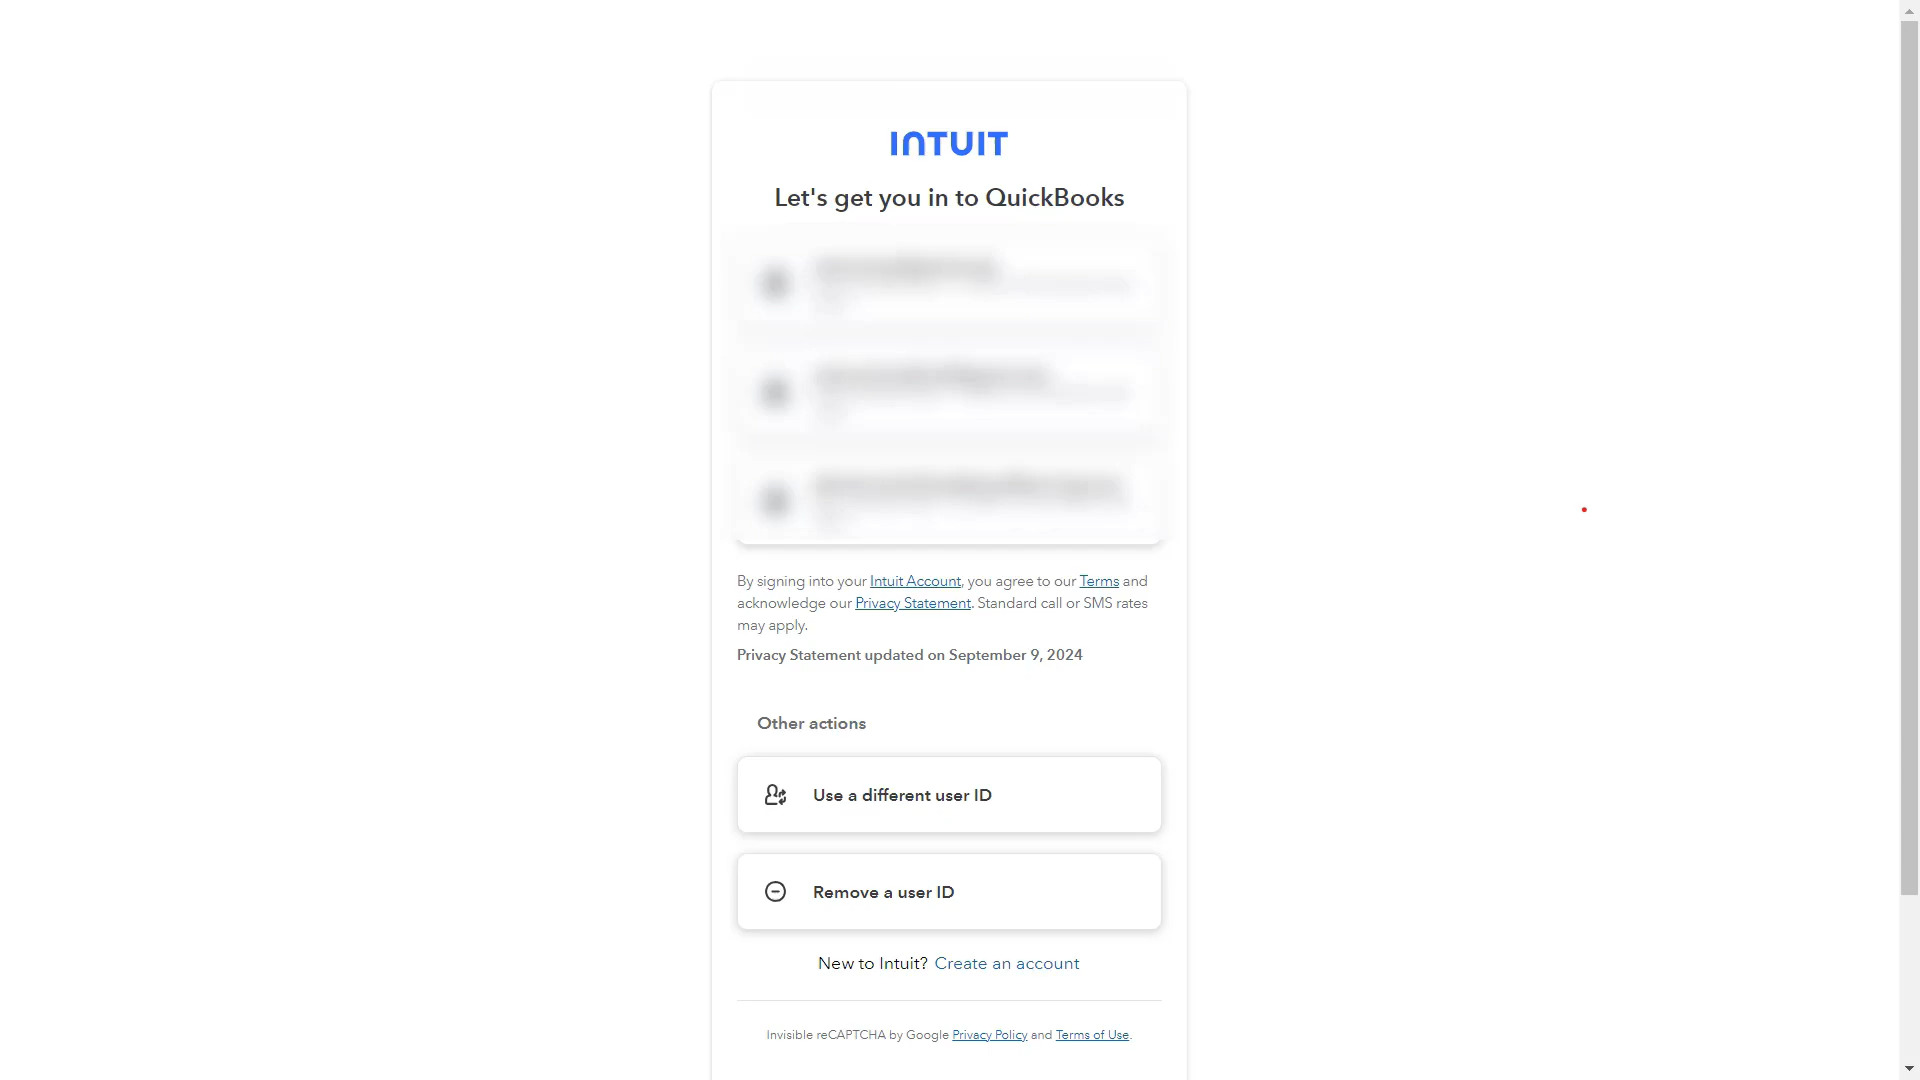 INTUIT
Let's get you in to QuickBooks
By signing into your Intuit Account, you agree to our Terms and
acknowledge our Privacy Statement. Standard call or SMS rates
may apply.
Privacy Statement updated on September 9, 2024
Other actions
Use a different user ID
Remove a user ID
New to Intuit? Create an account
Invisible reCAPTCHA by Google Privacy Policy and Terms of Use.